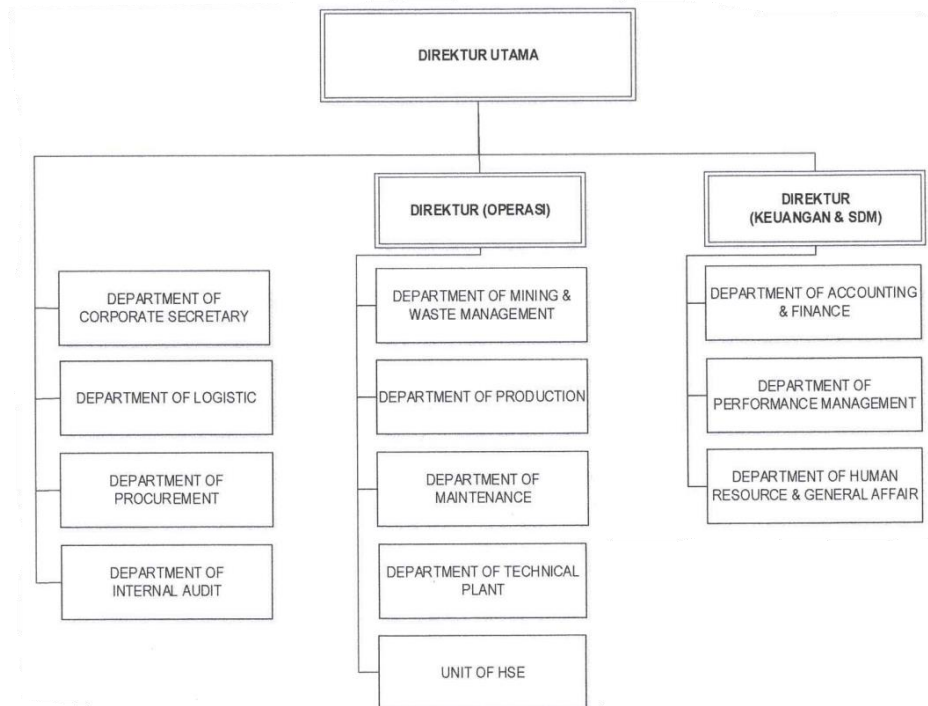 DIREKTUR UTAMA
DIREKTUR (OPERASI)
DIREKTUR
(KEUANGAN & SDM)
DEPARTMENT OF
CORPORATE SECRETARY
DEPARTMENT OF LOGISTIC
DEPARTMENT OF
PROCUREMENT
DEPARTMENT OF
INTERNAL AUDIT
DEPARTMENT OF MINING &
WASTE MANAGEMENT
DEPARTMENT OF PRODUCTION
DEPARTMENT OF
MAINTENANCE
DEPARTMENT OF TECHNICAL
PLANT
UNIT OF HSE
DEPARTMENT OF ACCOUNTING
& FINANCE
DEPARTMENT OF
PERFORMANCE MANAGEMENT
DEPARTMENT OF HUMAN
RESOURCE & GENERAL AFFAIR